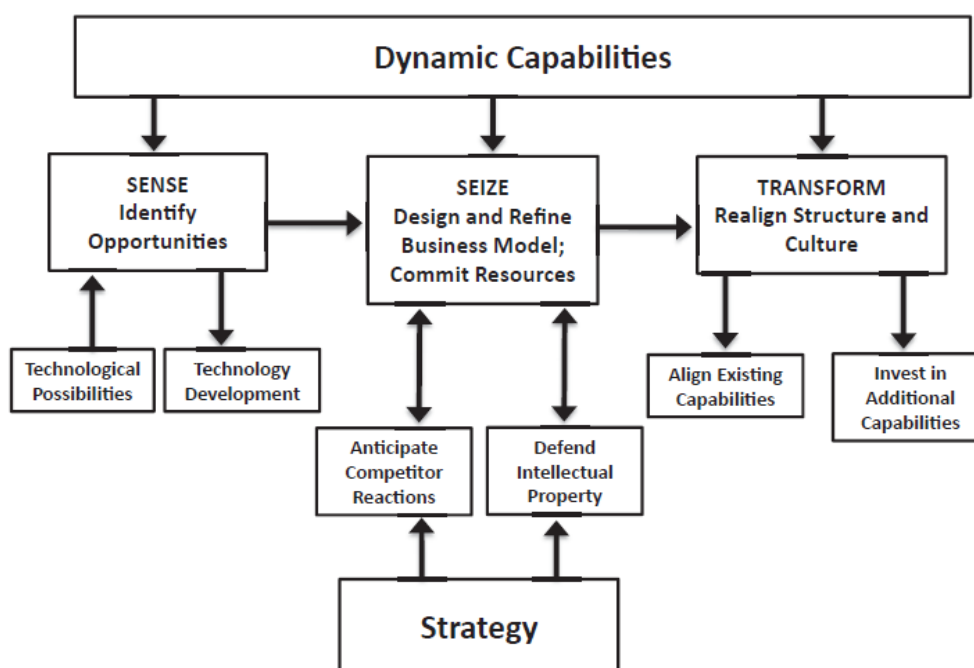 Dynamic Capabilities
SENSE
Identify
Opportunities
SEIZE
Design and Refine
Business Model;
Commit Resources
TRANSFORM
Realign Structure and
Culture
Technological
Possibilities
Technology
Development
Anticipate
Competitor
Reactions
Defend
Intellectual
Property
Align Existing
Capabilities
Invest in
Additional
Capabilities
Strategy